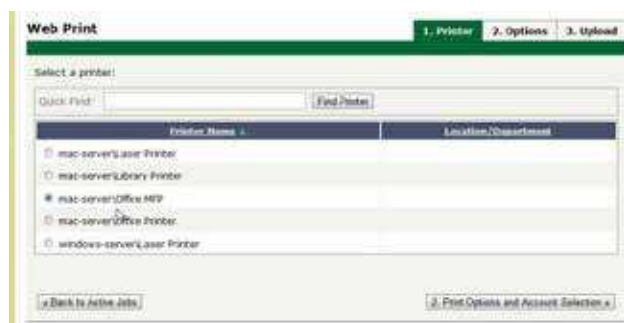 Web Print
1. Printer 2. Options 3. Upload
Select a printer:
Quick Find: Find Printer
Printer Name Location/Department
mac-server\Laser Printer
mac-server\Library Printer
mac-server\Office MFP
mac-server\Office Printer
windows-server\Laser Printer
« Back to Active Jobs 2. Print Options and Account Selection »